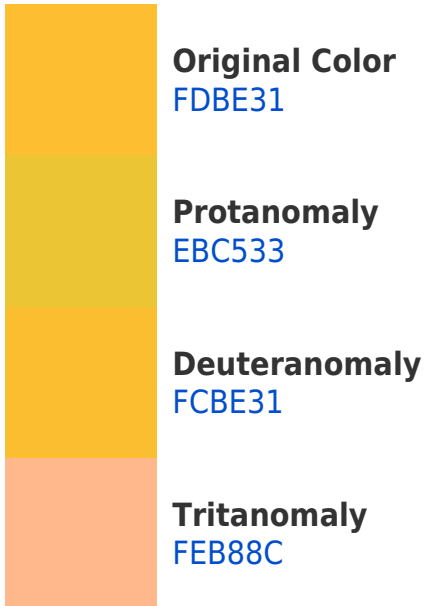 Original Color
FDBE31
Protanomaly
EBC533
Deuteranomaly
FCBE31
Tritanomaly
FEB88C